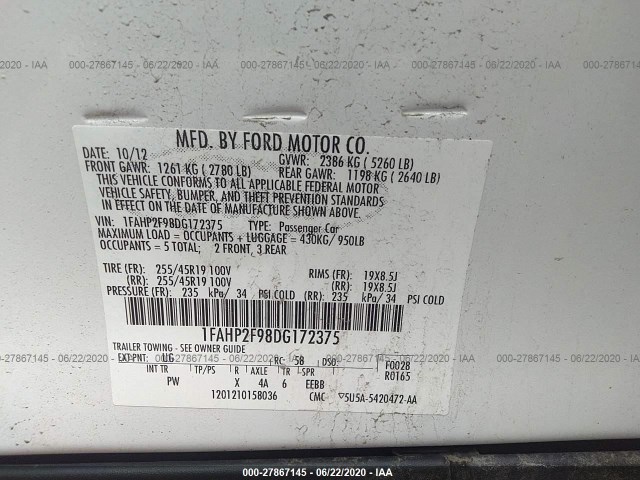 000-27867145 - 06/22/2020 - IAA
MFD. BY FORD MOTOR CO.
DATE: 10/12 GVWR: 2386 KG ( 5260 LB)
FRONT GAWR: 1261 KG ( 2780 LB) REAR GAWR: 1198 KG ( 2640 LB)
THIS VEHICLE CONFORMS TO ALL APPLICABLE FEDERAL MOTOR
VEHICLE SAFETY, BUMPER, AND THEFT PREVENTION STANDARDS
IN EFFECT ON THE DATE OF MANUFACTURE SHOWN ABOVE.
VIN: 1FAHP2F98DG172375 TYPE: Passenger Car
MAXIMUM LOAD = OCCUPANTS + LUGGAGE = 430KG/ 950LB
OCCUPANTS = 5 TOTAL; 2 FRONT, 3 REAR
TIRE (FR): 255/45R19 100V RIMS (FR): 19X8.5J
(RR): 255/45R19 100V (RR): 19X8.5J
PRESSURE (FR): 235 kPa/ 34 PSI COLD (RR): 235 kPa/ 34 PSI COLD
1FAHP2F98DG172375
TRAILER TOWING - SEE OWNER GUIDE
EXT PNT: UG RC: 58 DSO: F0028
R0165
INT TR TP/PS R AXLE TR SPR
PW X 4A 6 EEBB
1201210158036 CMC ▽5U5A-5420472-AA
000-27867145 - 06/22/2020 - IAA